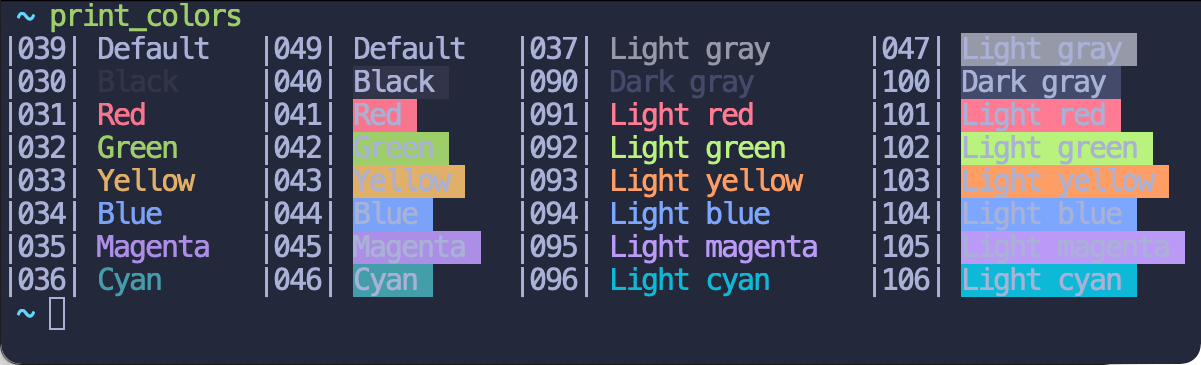 ~ print_colors
|039| Default |049| Default |037| Light gray |047| Light gray
|030| Black |040| Black |090| Dark gray |100| Dark gray
|031| Red |041| Red |091| Light red |101| Light red
|032| Green |042| Green |092| Light green |102| Light green
|033| Yellow |043| Yellow |093| Light yellow |103| Light yellow
|034| Blue |044| Blue |094| Light blue |104| Light blue
|035| Magenta |045| Magenta |095| Light magenta |105| Light magenta
|036| Cyan |046| Cyan |096| Light cyan |106| Light cyan
~